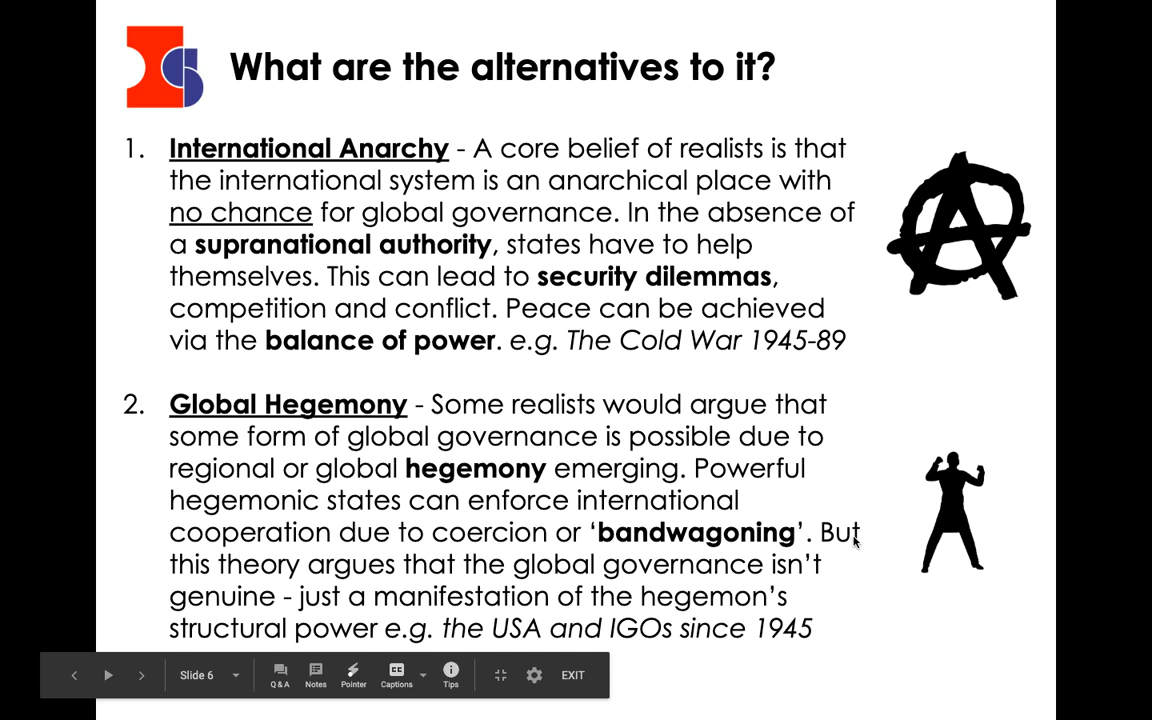 What are the alternatives to it?
1. International Anarchy - A core belief of realists is that
the international system is an anarchical place with
no chance for global governance. In the absence of
a supranational authority, states have to help
themselves. This can lead to security dilemmas,
competition and conflict. Peace can be achieved
via the balance of power. e.g. The Cold War 1945-89
2. Global Hegemony - Some realists would argue that
some form of global governance is possible due to
regional or global hegemony emerging. Powerful
hegemonic states can enforce international
cooperation due to coercion or ‘bandwagoning’. But
this theory argues that the global governance isn’t
genuine - just a manifestation of the hegemon’s
structural power e.g. the USA and IGOs since 1945
Slide 6
Q&A Notes Pointer Captions Tips
EXIT